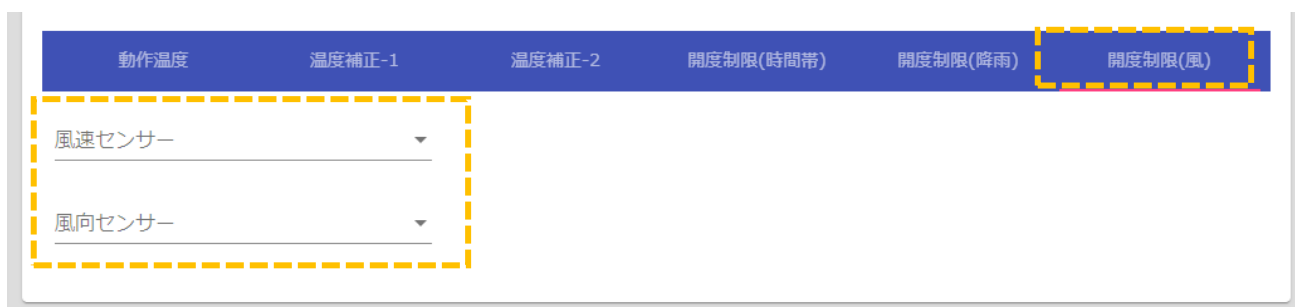 動作温度 温度補正-1 温度補正-2 開度制限(時間帯) 開度制限(降雨) 開度制限(風)
風速センサー
風向センサー